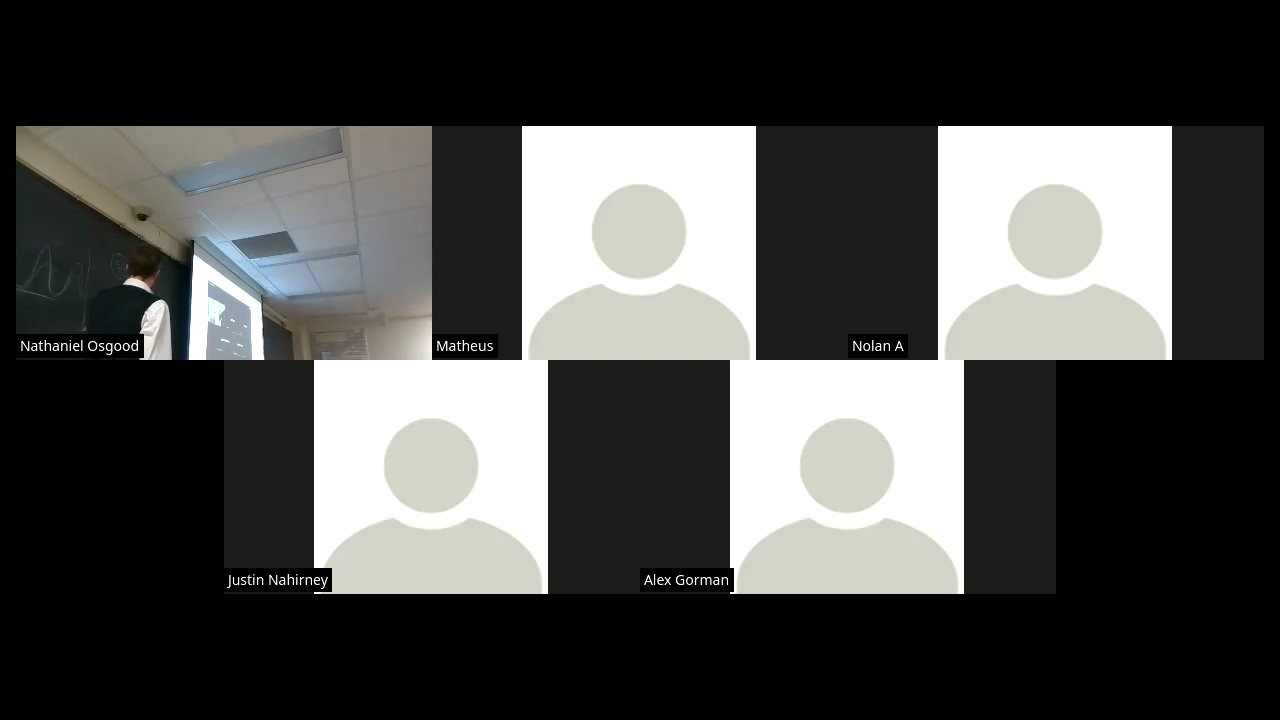 Nathaniel Osgood
Matheus
Nolan A
Justin Nahirney
Alex Gorman